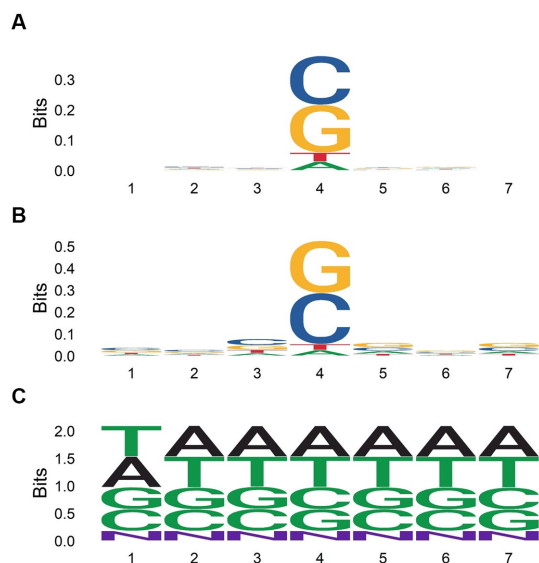 A
Bits
0.3
0.2
0.1
0.0
C
G
T
A
1 2 3 4 5 6 7
B
Bits
0.5
0.4
0.3
0.2
0.1
0.0
G
C
T
A
1 2 3 4 5 6 7
C
Bits
2.0
1.5
1.0
0.5
0.0
T A A A A A A
A T T T T T T
G G G C G G C
C C C G C C G
N N N N N N N
1 2 3 4 5 6 7